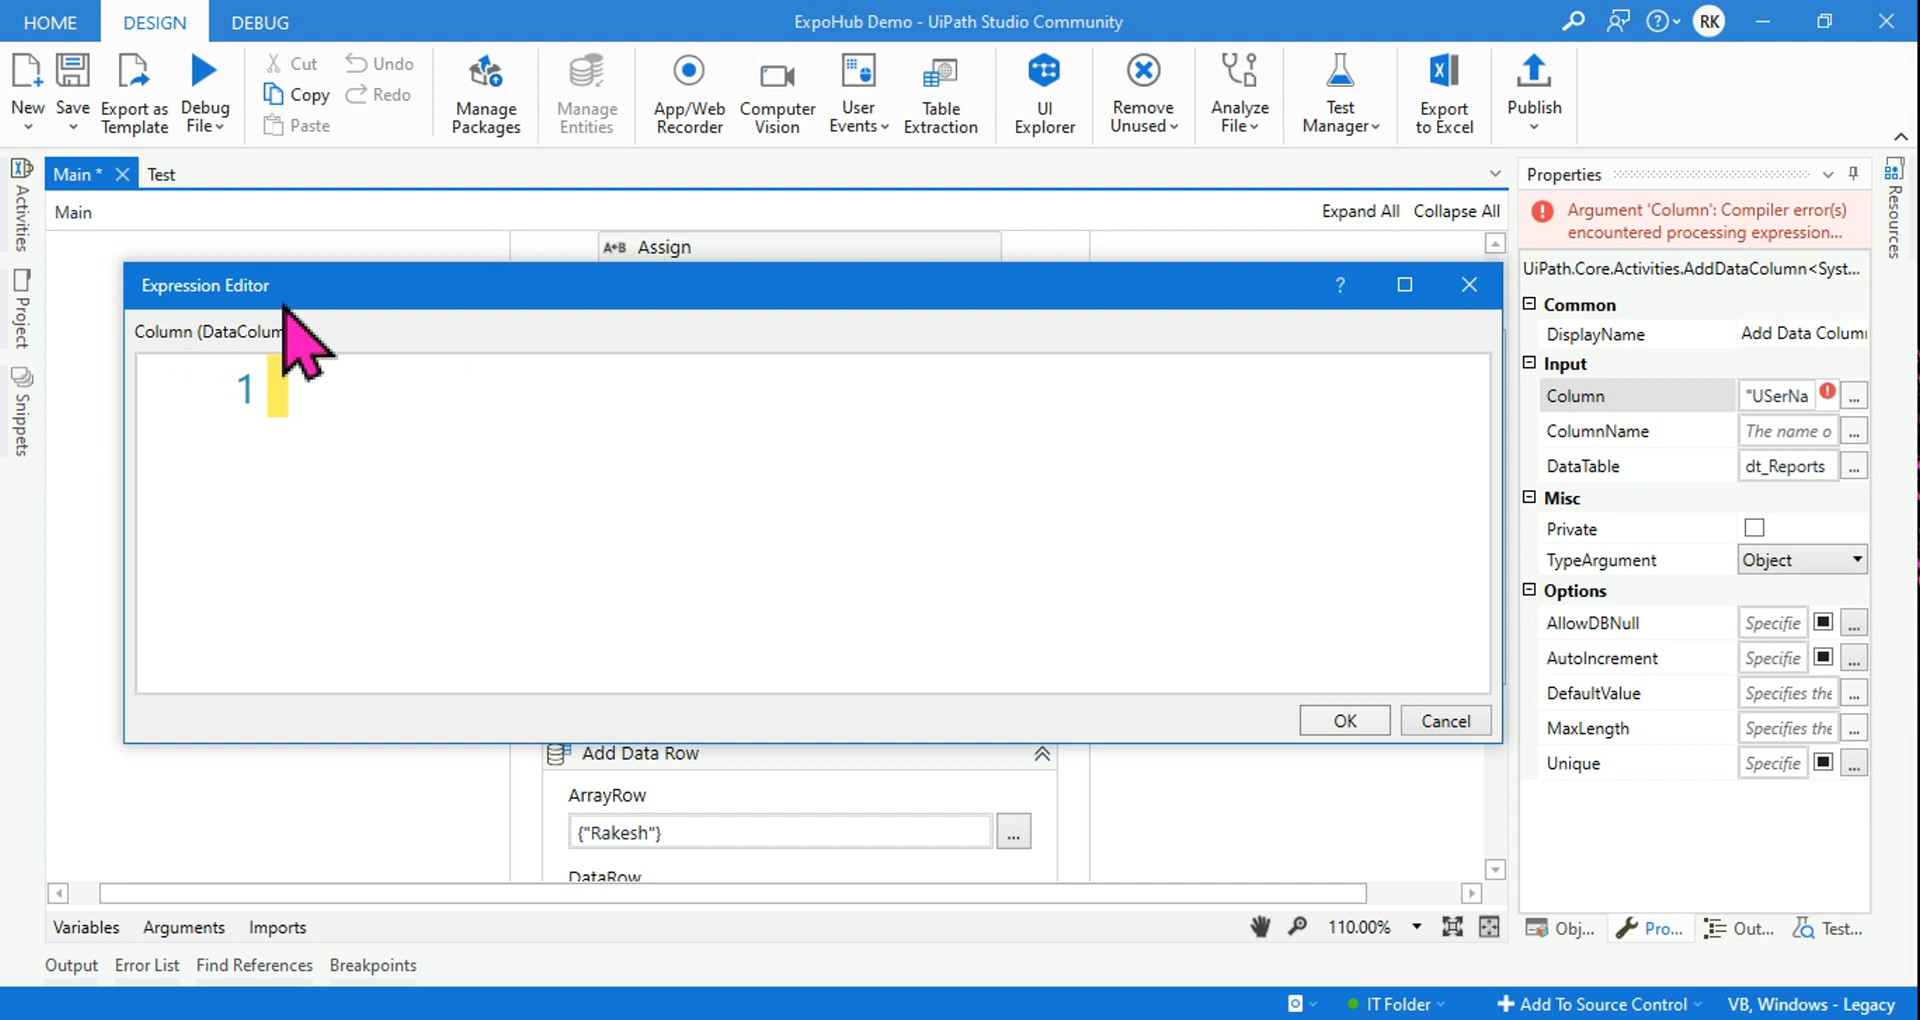 HOME DESIGN DEBUG ExpoHub Demo - UiPath Studio Community RK
New Save Export as Template Debug File Cut Copy Paste Undo Redo Manage Packages Manage Entities App/Web Recorder Computer Vision User Events Table Extraction UI Explorer Remove Unused Analyze File Test Manager Export to Excel Publish
Activities
Project
Snippets
Main * Test
Main Expand All Collapse All
A+B Assign
Expression Editor ?
Column (DataColum
1
OK Cancel
Add Data Row
ArrayRow
{"Rakesh"} ...
DataRow
Variables Arguments Imports 110.00%
Output Error List Find References Breakpoints
Properties
Resources
Argument 'Column': Compiler error(s)
encountered processing expression...
UiPath.Core.Activities.AddDataColumn<Syst...
Common
DisplayName Add Data Colum
Input
Column "USerNa ...
ColumnName The name o ...
DataTable dt_Reports ...
Misc
Private
TypeArgument Object
Options
AllowDBNull Specifie ...
AutoIncrement Specifie ...
DefaultValue Specifies the ...
MaxLength Specifies the ...
Unique Specifie ...
Obj... Pro... Out... Test...
IT Folder Add To Source Control VB, Windows - Legacy